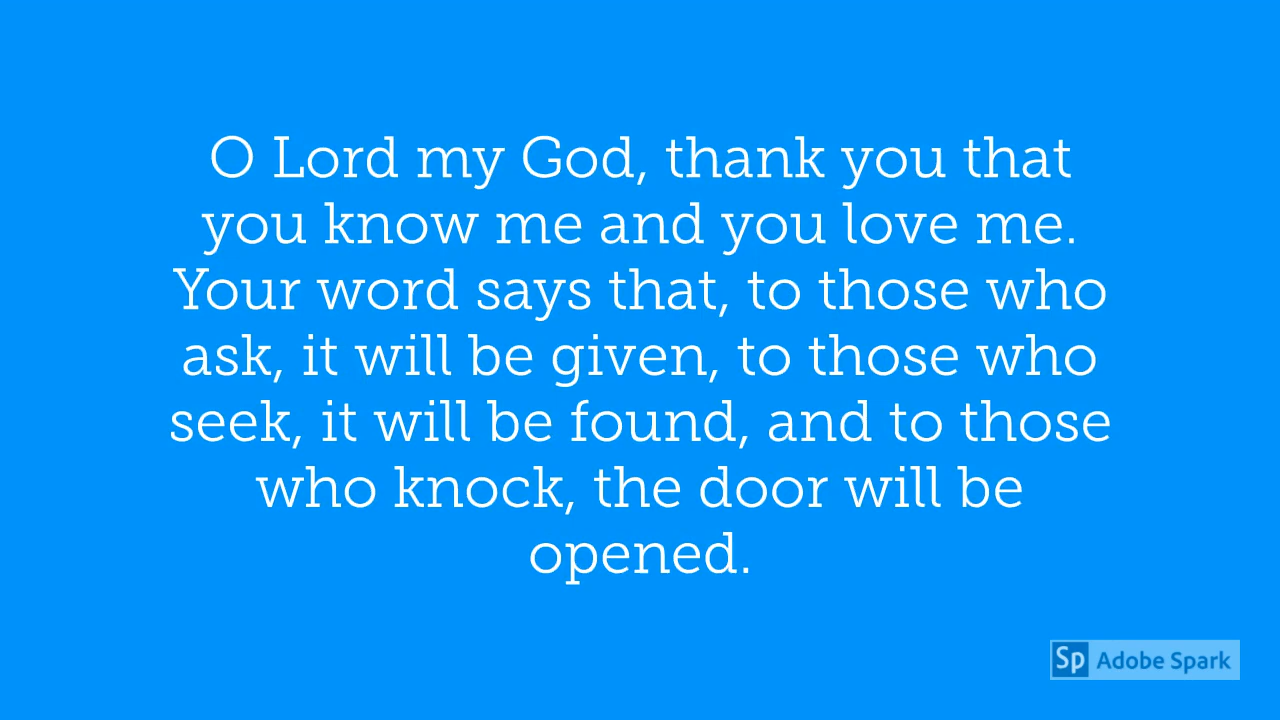 O Lord my God, thank you that
you know me and you love me.
Your word says that, to those who
ask, it will be given, to those who
seek, it will be found, and to those
who knock, the door will be
opened.
Sp Adobe Spark